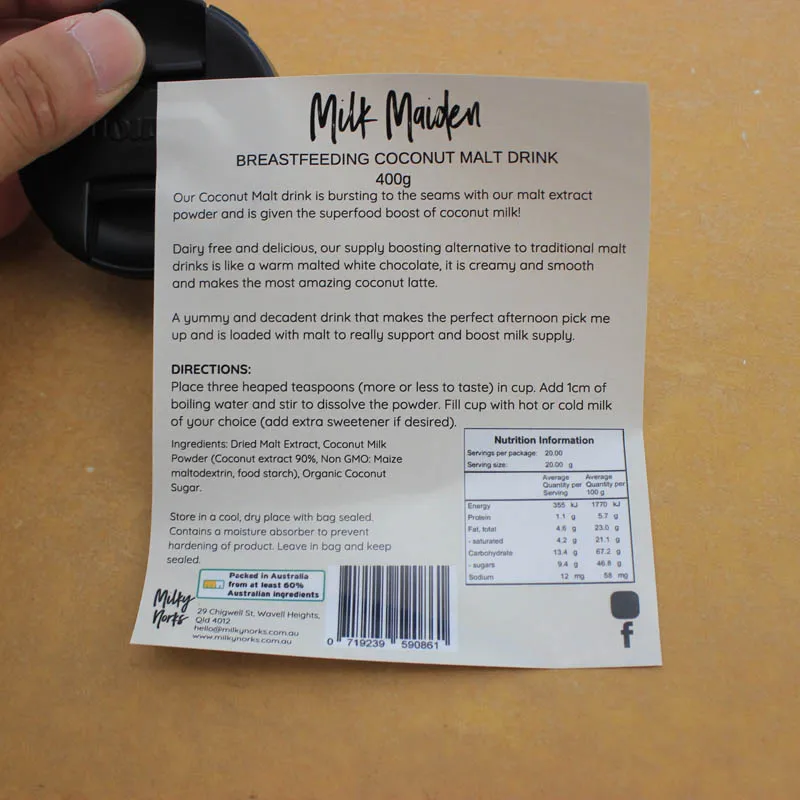 Milk Maiden
BREASTFEEDING COCONUT MALT DRINK
400g
Our Coconut Malt drink is bursting to the seams with our malt extract
powder and is given the superfood boost of coconut milk!
Dairy free and delicious, our supply boosting alternative to traditional malt
drinks is like a warm malted white chocolate, it is creamy and smooth
and makes the most amazing coconut latte.
A yummy and decadent drink that makes the perfect afternoon pick me
up and is loaded with malt to really support and boost milk supply.
DIRECTIONS:
Place three heaped teaspoons (more or less to taste) in cup. Add 1cm of
boiling water and stir to dissolve the powder. Fill cup with hot or cold milk
of your choice (add extra sweetener if desired).
Ingredients: Dried Malt Extract, Coconut Milk
Powder (Coconut extract 90%, Non GMO: Maize
maltodextrin, food starch), Organic Coconut
Sugar.
Store in a cool, dry place with bag sealed.
Contains a moisture absorber to prevent
hardening of product. Leave in bag and keep
sealed.
Nutrition Information
Servings per package: 20.00
Serving size: 20.00 g
Average Quantity per Serving
Average Quantity per 100 g
Energy 355 kJ 1770 kJ
Protein 1.1 g 5.7 g
Fat, total 4.6 g 23.0 g
- saturated 4.2 g 21.1 g
Carbohydrate 13.4 g 67.2 g
- sugars 9.4 g 46.8 g
Sodium 12 mg 58 mg
Packed in Australia
from at least 60%
Australian ingredients
Milky
Norks
29 Chigwell St, Wavell Heights,
Qld 4012
hello@milkynorks.com.au
www.milkynorks.com.au
0 719239 590861
f